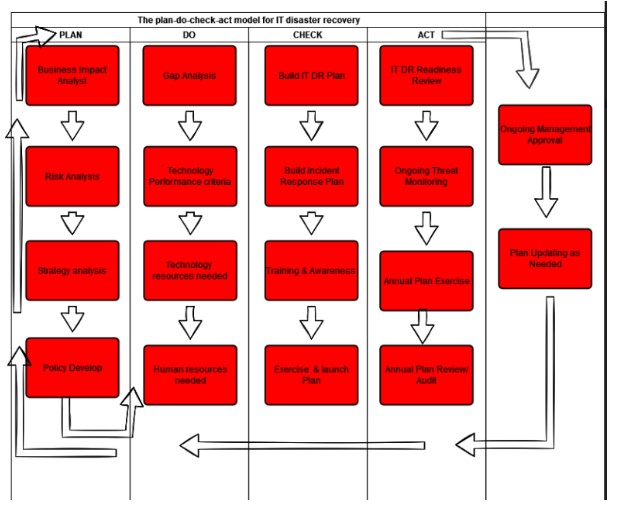 The plan-do-check-act model for IT disaster recovery
PLAN
DO
CHECK
ACT
Business Impact
Analyst
Gap Analysis
Build IT DR Plan
IT DR Readiness
Review
Ongoing Management
Approval
Risk Analysis
Technology
Performance criteria
Build Incident
Response Plan
Ongoing Threat
Monitoring
Strategy analysis
Technology
resources needed
Training & Awareness
Annual Plan Exercise
Plan Updating as
Needed
Policy Develop
Human resources
needed
Exercise & launch
Plan
Annual Plan Review
Audit